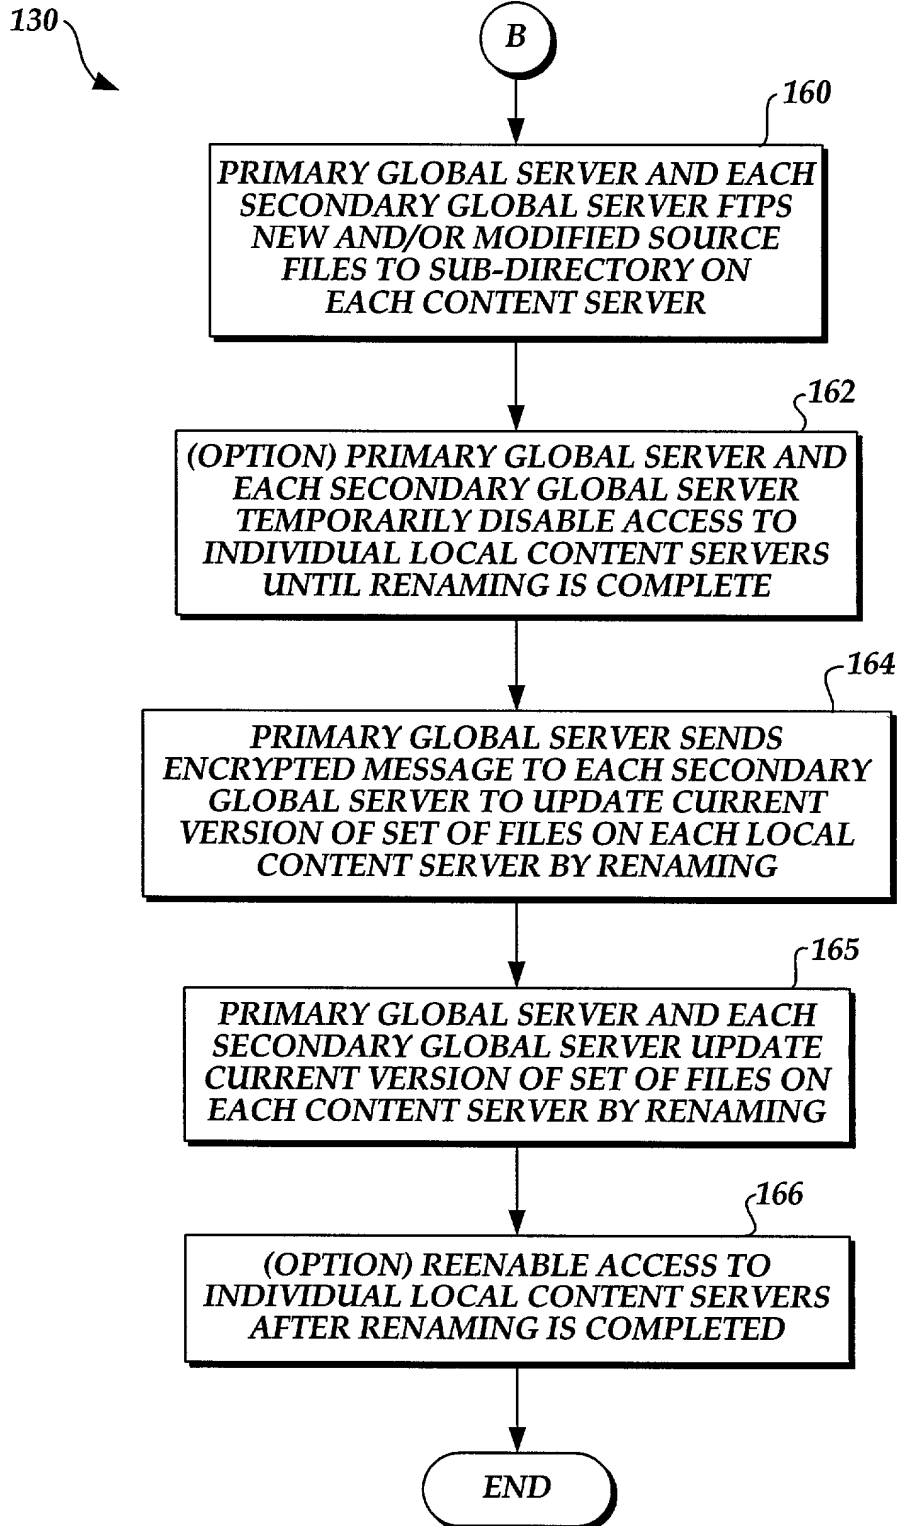 130
B
160
PRIMARY GLOBAL SERVER AND EACH
SECONDARY GLOBAL SERVER FTPS
NEW AND/OR MODIFIED SOURCE
FILES TO SUB-DIRECTORY ON
EACH CONTENT SERVER
162
(OPTION) PRIMARY GLOBAL SERVER AND
EACH SECONDARY GLOBAL SERVER
TEMPORARILY DISABLE ACCESS TO
INDIVIDUAL LOCAL CONTENT SERVERS
UNTIL RENAMING IS COMPLETE
164
PRIMARY GLOBAL SERVER SENDS
ENCRYPTED MESSAGE TO EACH SECONDARY
GLOBAL SERVER TO UPDATE CURRENT
VERSION OF SET OF FILES ON EACH LOCAL
CONTENT SERVER BY RENAMING
165
PRIMARY GLOBAL SERVER AND EACH
SECONDARY GLOBAL SERVER UPDATE
CURRENT VERSION OF SET OF FILES ON
EACH CONTENT SERVER BY RENAMING
166
(OPTION) REENABLE ACCESS TO
INDIVIDUAL LOCAL CONTENT SERVERS
AFTER RENAMING IS COMPLETED
END